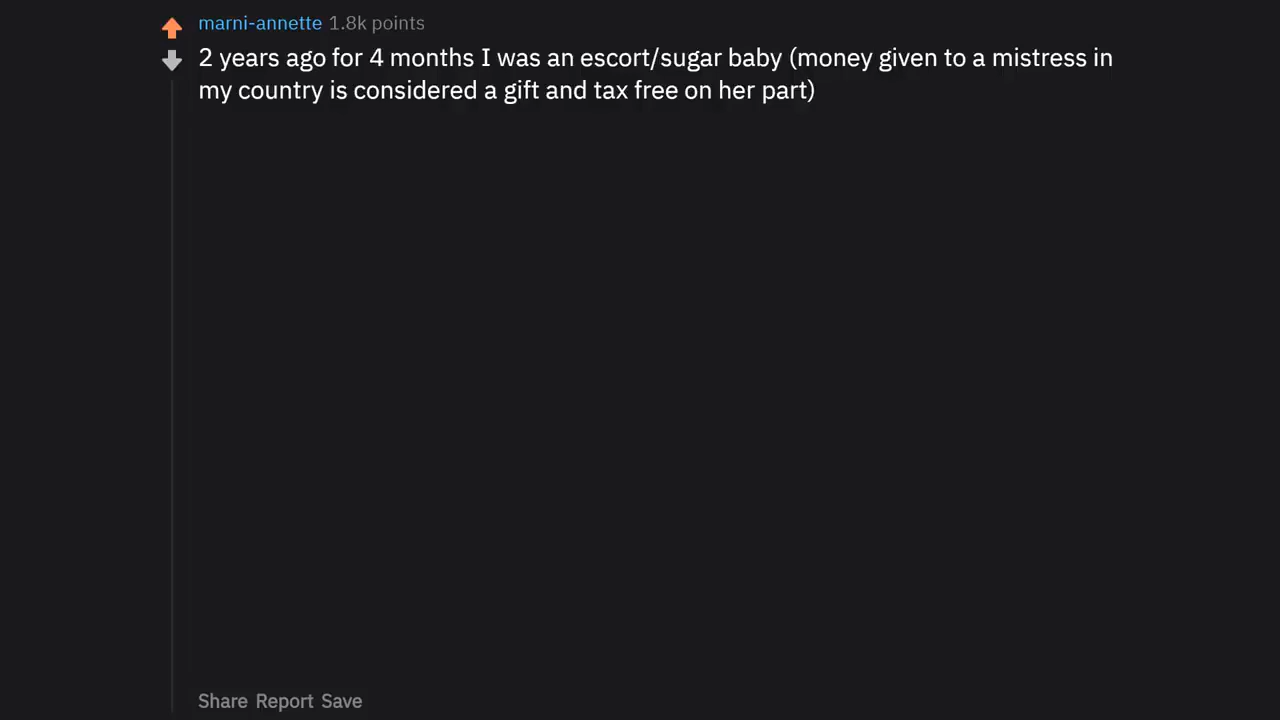 marni-annette 1.8k points
2 years ago for 4 months I was an escort/sugar baby (money given to a mistress in
my country is considered a gift and tax free on her part)
Share Report Save